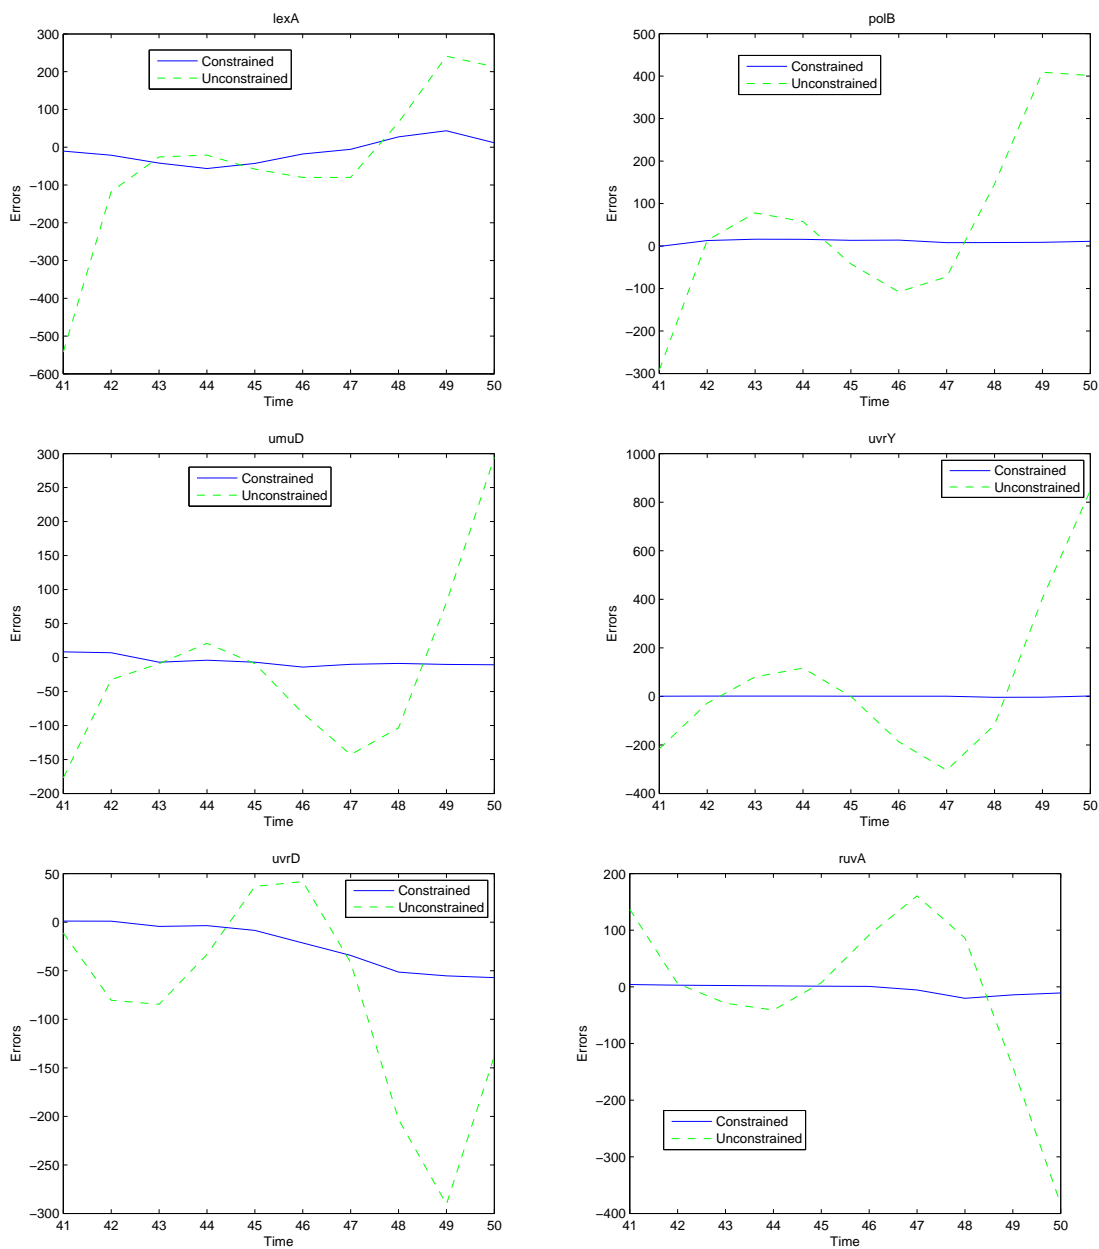 lexA
300
200
100
0
−100
−200
−300
−400
−500
−600
41 42 43 44 45 46 47 48 49 50
Time
Errors
Constrained
Unconstrained
polB
500
400
300
200
100
0
−100
−200
−300
41 42 43 44 45 46 47 48 49 50
Time
Errors
Constrained
Unconstrained
umuD
300
250
200
150
100
50
0
−50
−100
−150
−200
41 42 43 44 45 46 47 48 49 50
Time
Errors
Constrained
Unconstrained
uvrY
1000
800
600
400
200
0
−200
−400
41 42 43 44 45 46 47 48 49 50
Time
Errors
Constrained
Unconstrained
uvrD
50
0
−50
−100
−150
−200
−250
−300
41 42 43 44 45 46 47 48 49 50
Time
Errors
Constrained
Unconstrained
ruvA
200
100
0
−100
−200
−300
−400
41 42 43 44 45 46 47 48 49 50
Time
Errors
Constrained
Unconstrained